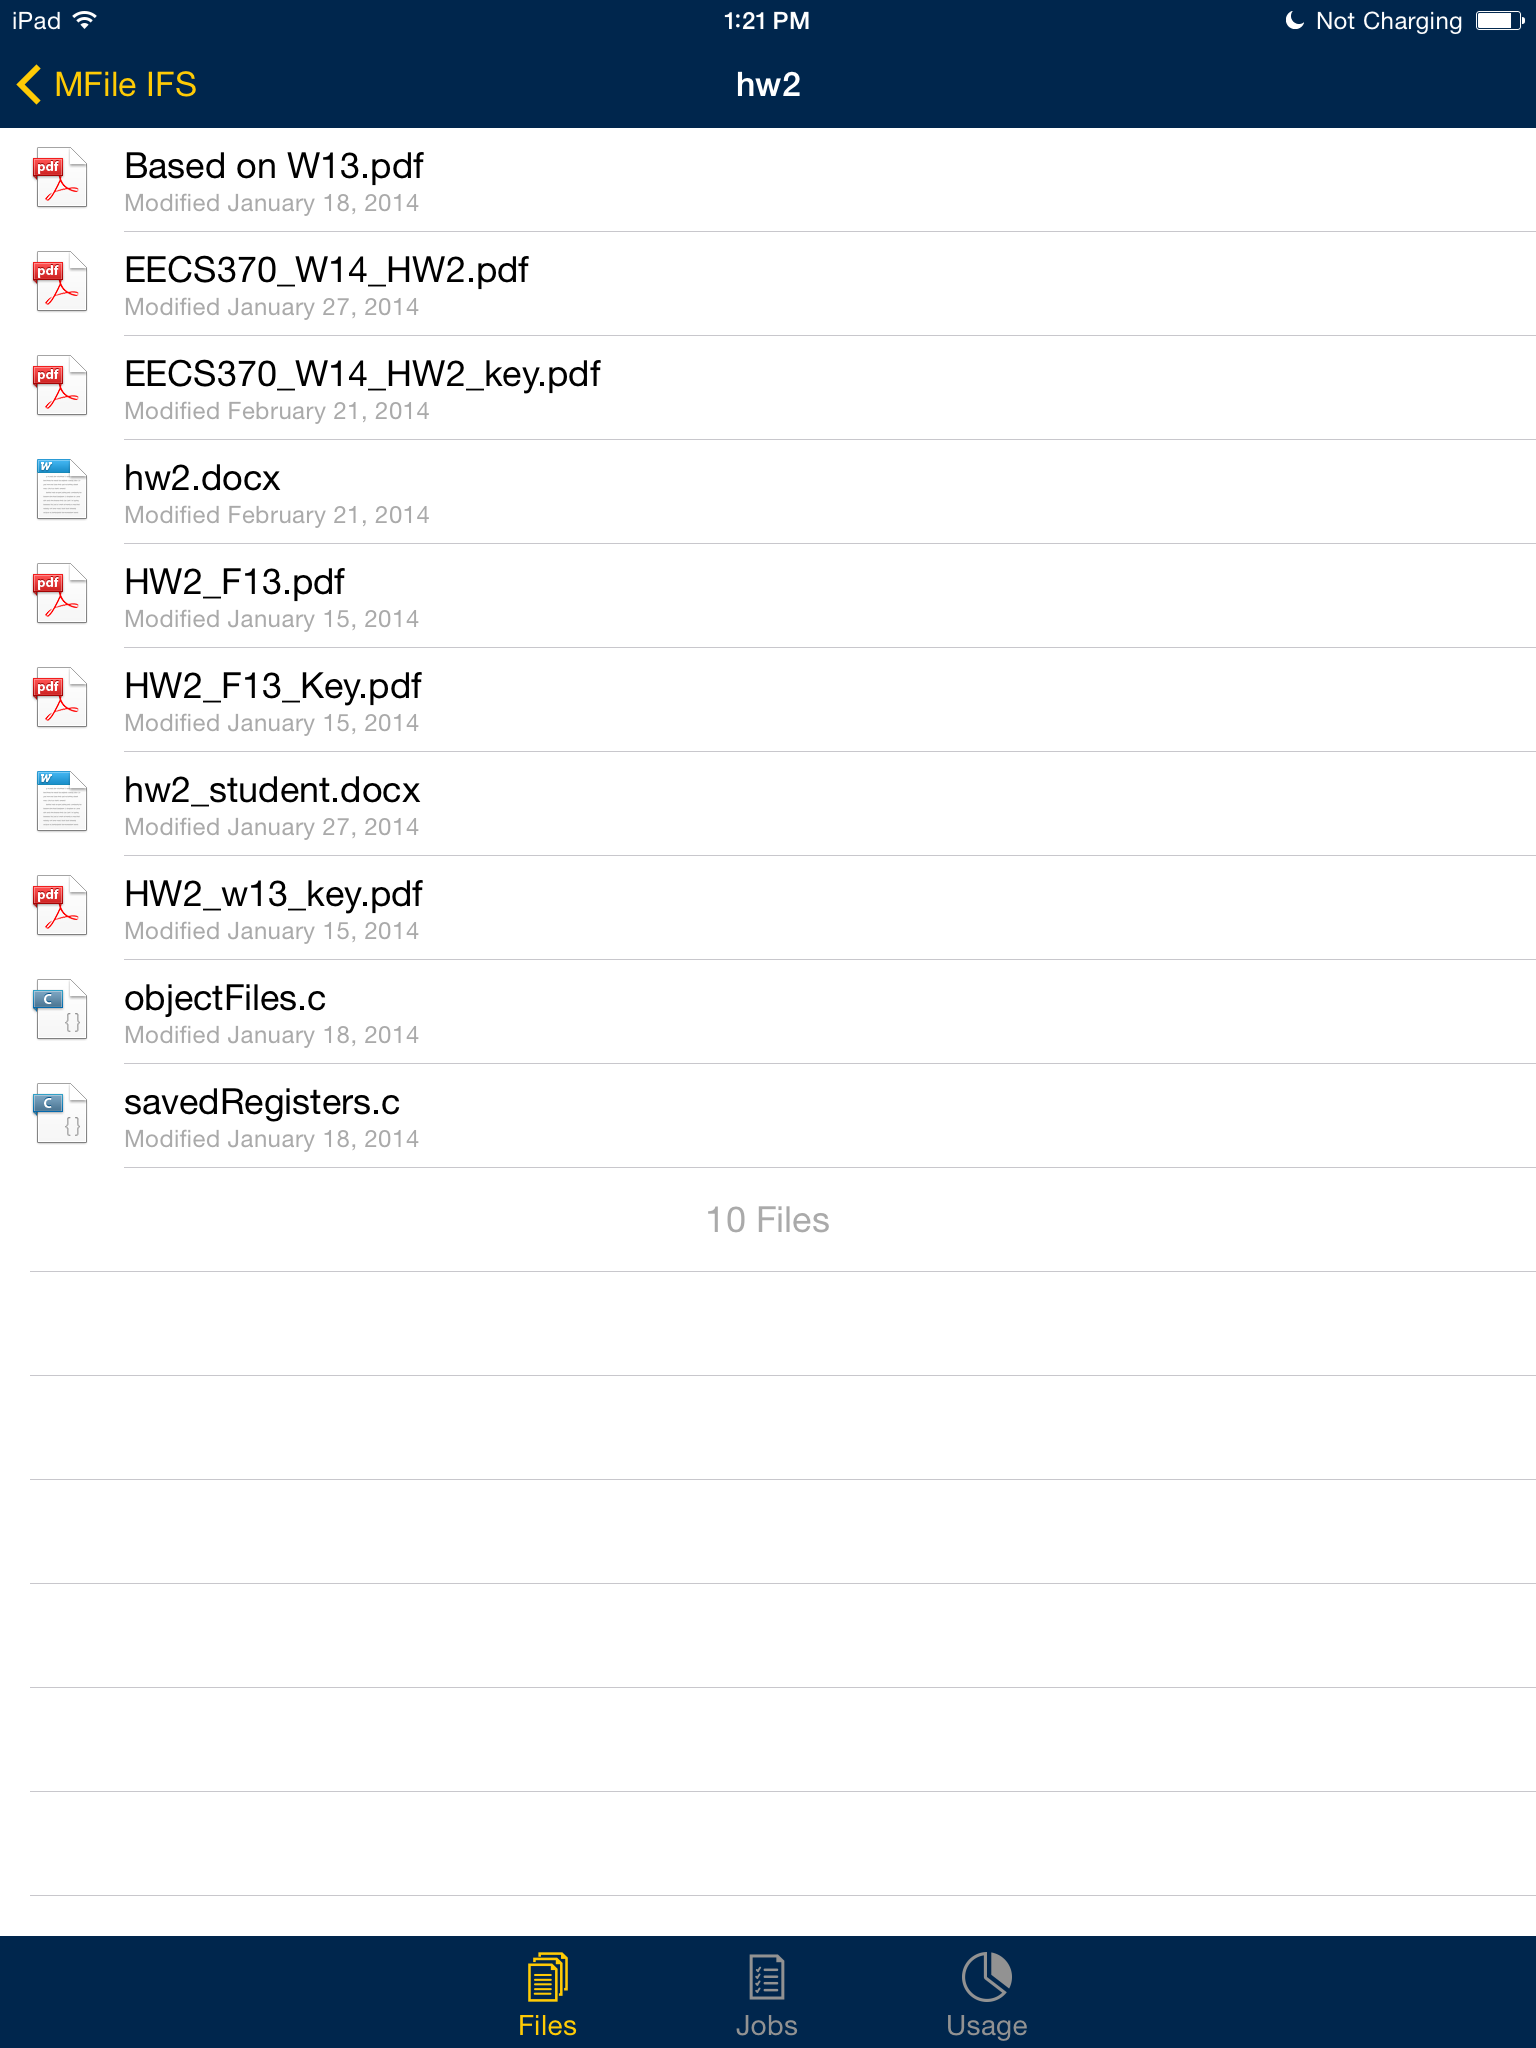 iPad 1:21 PM Not Charging
MFile IFS hw2
pdf Based on W13.pdf
Modified January 18, 2014
pdf EECS370_W14_HW2.pdf
Modified January 27, 2014
pdf EECS370_W14_HW2_key.pdf
Modified February 21, 2014
W hw2.docx
Modified February 21, 2014
pdf HW2_F13.pdf
Modified January 15, 2014
pdf HW2_F13_Key.pdf
Modified January 15, 2014
W hw2_student.docx
Modified January 27, 2014
pdf HW2_w13_key.pdf
Modified January 15, 2014
C objectFiles.c
{} Modified January 18, 2014
C savedRegisters.c
{} Modified January 18, 2014
10 Files
Files Jobs Usage